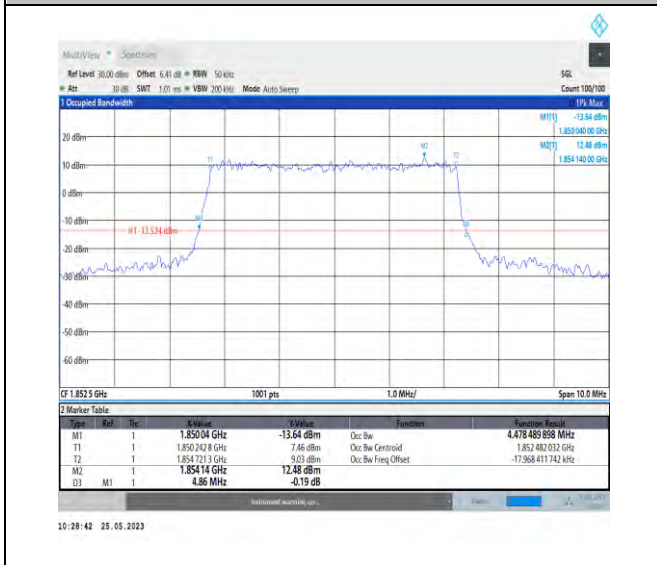 MultiView Spectrum
Ref Level 30.00 dBm Offset 6.41 dB RBW 50 kHz SGL
Att 30 dB SWT 1.01 ms VBW 200 kHz Mode Auto Sweep Count 100/100
1 Occupied Bandwidth 1Pk Max
M1[1] -13.64 dBm
1.850 040 00 GHz
M2[1] 12.48 dBm
1.854 140 00 GHz
20 dBm
M2
T1 T2
10 dBm
0 dBm
-10 dBm
M1
H1 -13.524 dBm
-20 dBm
-30 dBm
-40 dBm
-50 dBm
-60 dBm
CF 1.852 5 GHz 1001 pts 1.0 MHz/ Span 10.0 MHz
2 Marker Table
Type Ref Trc X-Value Y-Value Function Function Result
M1 1 1.85004 GHz -13.64 dBm Occ Bw 4.478 489 898 MHz
T1 1 1.850 242 8 GHz 7.46 dBm Occ Bw Centroid 1.852 482 032 GHz
T2 1 1.854 721 3 GHz 9.03 dBm Occ Bw Freq Offset -17.968 411 742 kHz
M2 1 1.85414 GHz 12.48 dBm
D3 M1 1 4.86 MHz -0.19 dB
Instrument warming up...
10:28:42 25.05.2023